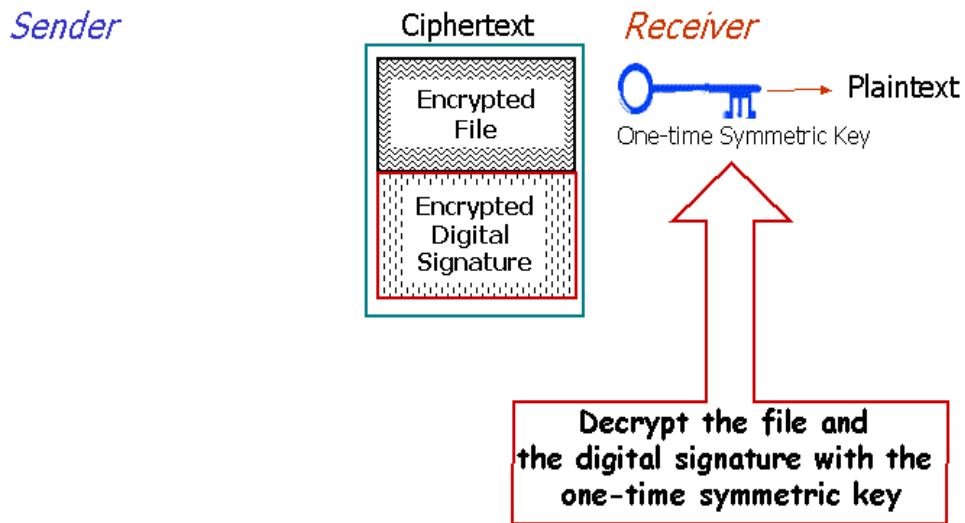 Sender
Ciphertext
Receiver
Encrypted
File
Plaintext
One-time Symmetric Key
Encrypted
Digital
Signature
Decrypt the file and
the digital signature with the
one-time symmetric key